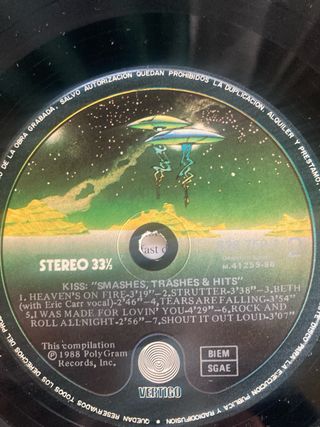 DE LA OBRA GRABADA, SALVO AUTORIZACION QUEDAN PROHIBIDOS LA DUPLICACION, ALQUILER Y PRESTAMO,
STEREO 33⅓
2
M.41259-88
KISS: "SMASHES, TRASHES & HITS"
1. HEAVEN'S ON FIRE-3'19"-2. STRUTTER-3'38"-3. BETH
(with Eric Carr vocal)-2'46"-4. TEARS ARE FALLING-3'54"
5. I WAS MADE FOR LOVIN' YOU-4'29"-6. ROCK AND
ROLL ALL NIGHT-2'56"-7. SHOUT IT OUT LOUD-3'07"
This compilation
℗ 1988 PolyGram
Records, Inc.
VERTIGO
BIEM
SGAE
QUEDAN RESERVADOS TODOS LOS DERECHOS DEL
PARA LA EJECUCION PUBLICA Y RADIODIFUSION